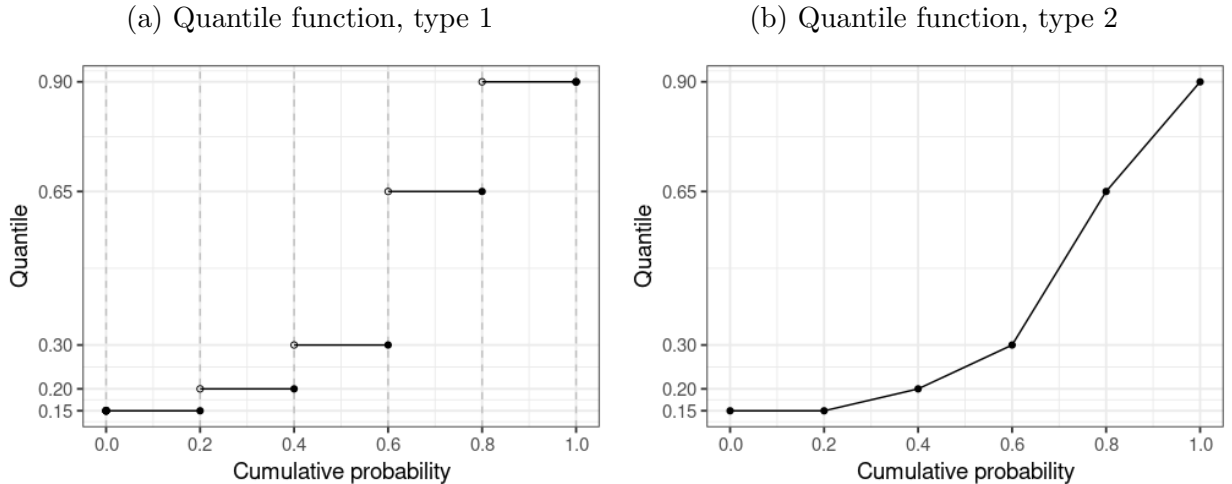 (a) Quantile function, type 1
0.90
0.65
0.30
0.20
0.15
Quantile
0.0 0.2 0.4 0.6 0.8 1.0
Cumulative probability
(b) Quantile function, type 2
0.90
0.65
0.30
0.20
0.15
Quantile
0.0 0.2 0.4 0.6 0.8 1.0
Cumulative probability